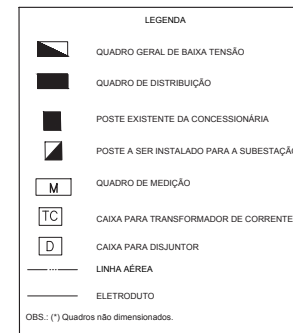 LEGENDA
QUADRO GERAL DE BAIXA TENSÃO
QUADRO DE DISTRIBUIÇÃO
POSTE EXISTENTE DA CONCESSIONÁRIA
POSTE A SER INSTALADO PARA A SUBESTAÇÃO
M QUADRO DE MEDIÇÃO
TC CAIXA PARA TRANSFORMADOR DE CORRENTE
D CAIXA PARA DISJUNTOR
LINHA AÉREA
ELETRODUTO
OBS.: (*) Quadros não dimensionados.